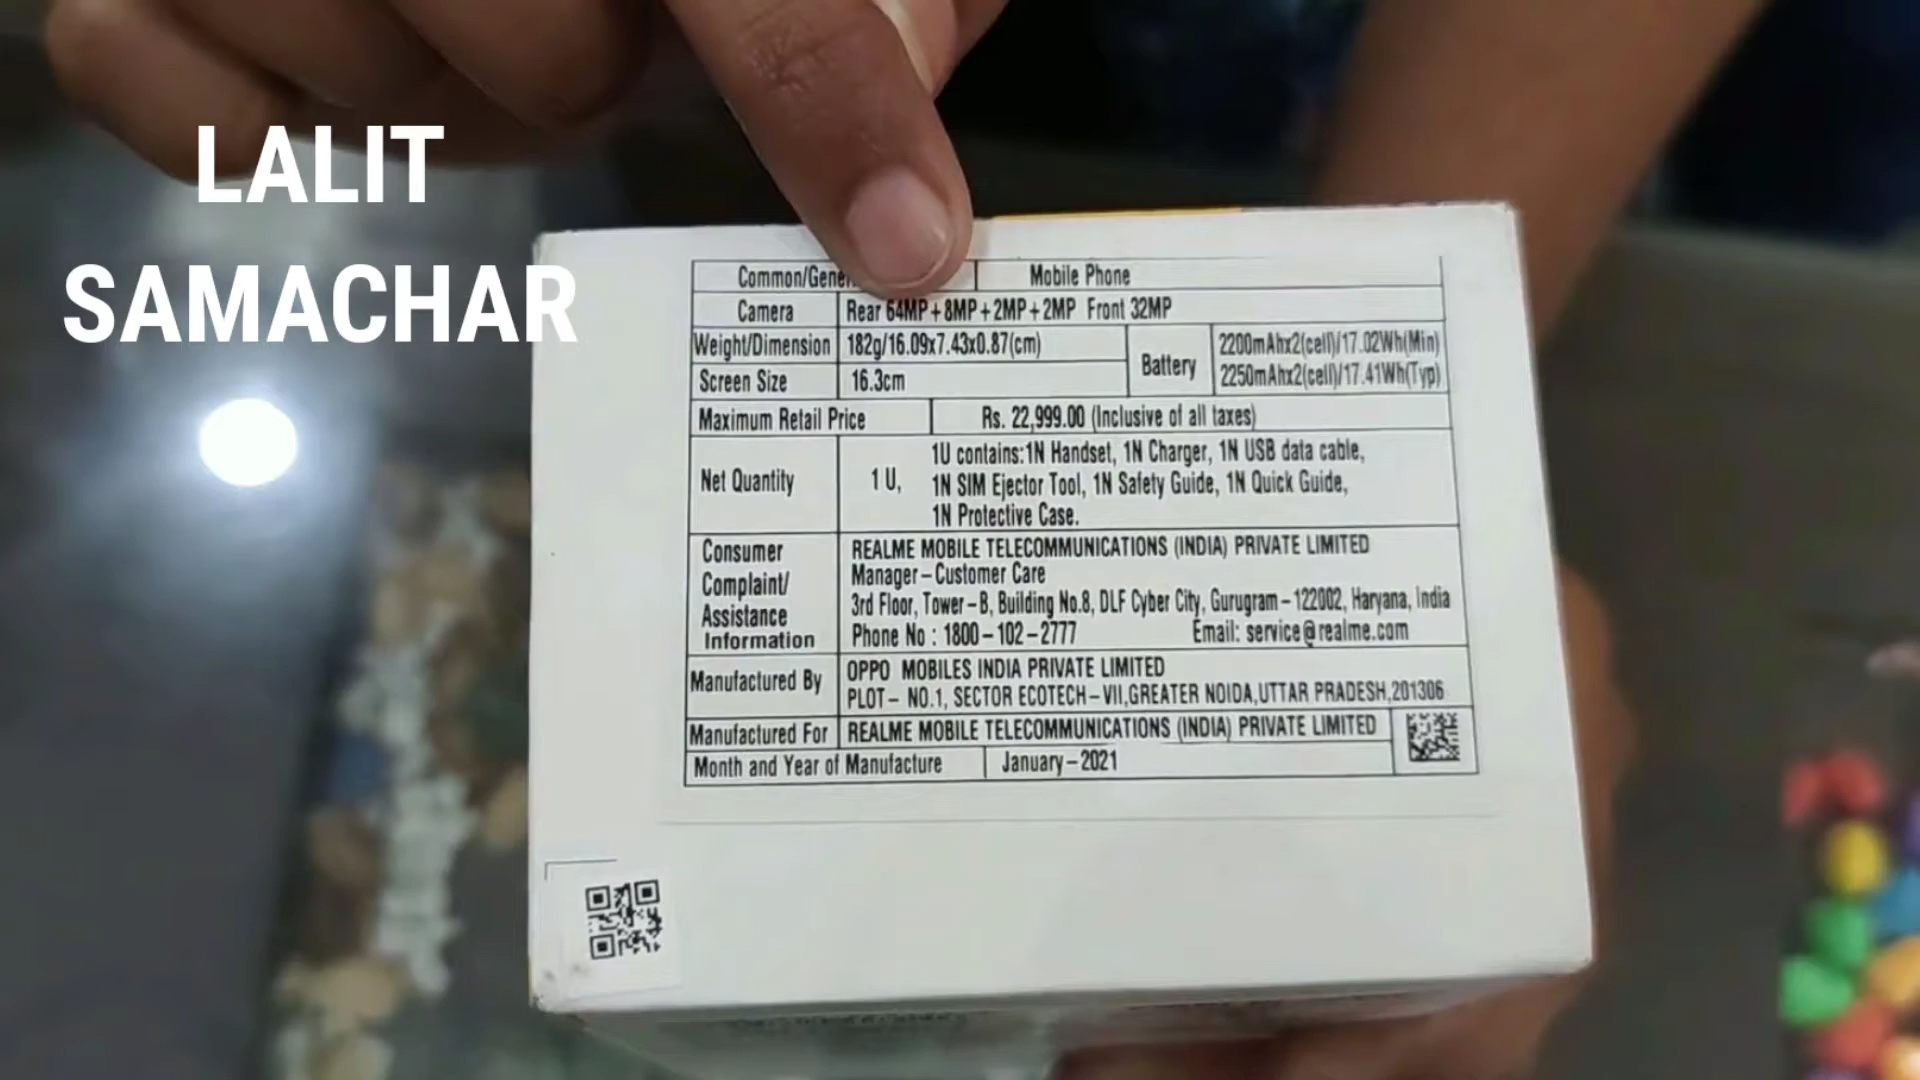 LALIT
SAMACHAR
Mobile Phone
Camera Rear 64MP+8MP+2MP+2MP Front 32MP
Weight/Dimension 182g/16.09x7.43x0.87(cm)
Battery 2200mAhx2(cell)/17.02Wh(Min)
2250mAhx2(cell)/17.41Wh(Typ)
Screen Size 16.3cm
Maximum Retail Price Rs. 22,999.00 (Inclusive of all taxes)
Net Quantity 1 U, 1U contains:1N Handset, 1N Charger, 1N USB data cable,
1N SIM Ejector Tool, 1N Safety Guide, 1N Quick Guide,
1N Protective Case.
Consumer
Complaint/
Assistance
Information
REALME MOBILE TELECOMMUNICATIONS (INDIA) PRIVATE LIMITED
Manager-Customer Care
3rd Floor, Tower-B, Building No.8, DLF Cyber City, Gurugram-122002, Haryana, India
Phone No : 1800-102-2777 Email: service@realme.com
Manufactured By OPPO MOBILES INDIA PRIVATE LIMITED
PLOT- NO.1, SECTOR ECOTECH-VII,GREATER NOIDA,UTTAR PRADESH,201306
Manufactured For REALME MOBILE TELECOMMUNICATIONS (INDIA) PRIVATE LIMITED
Month and Year of Manufacture January-2021